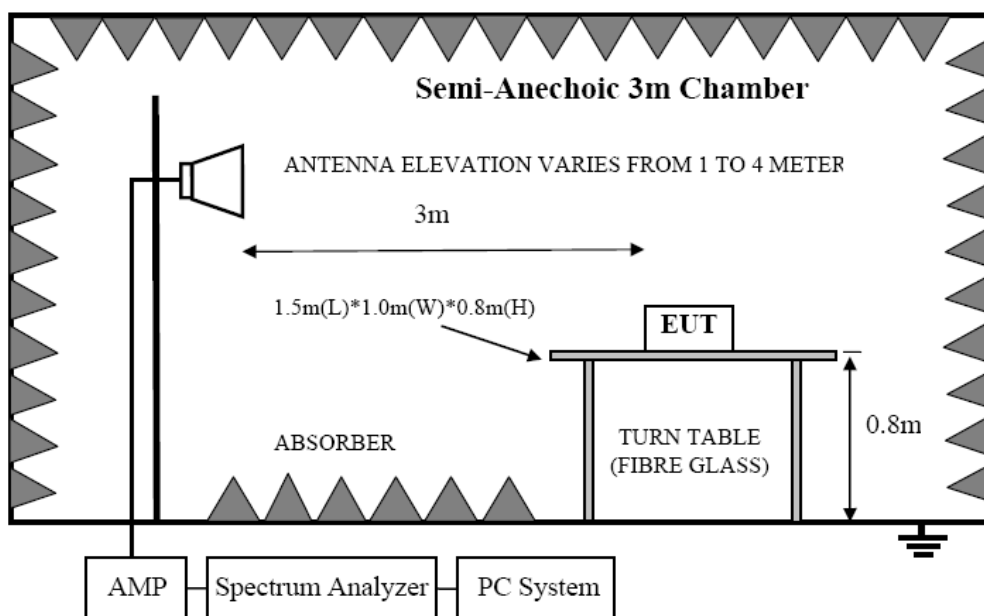 Semi-Anechoic 3m Chamber
ANTENNA ELEVATION VARIES FROM 1 TO 4 METER
3m
1.5m(L)*1.0m(W)*0.8m(H)
EUT
0.8m
ABSORBER
TURN TABLE
(FIBRE GLASS)
AMP
Spectrum Analyzer
PC System